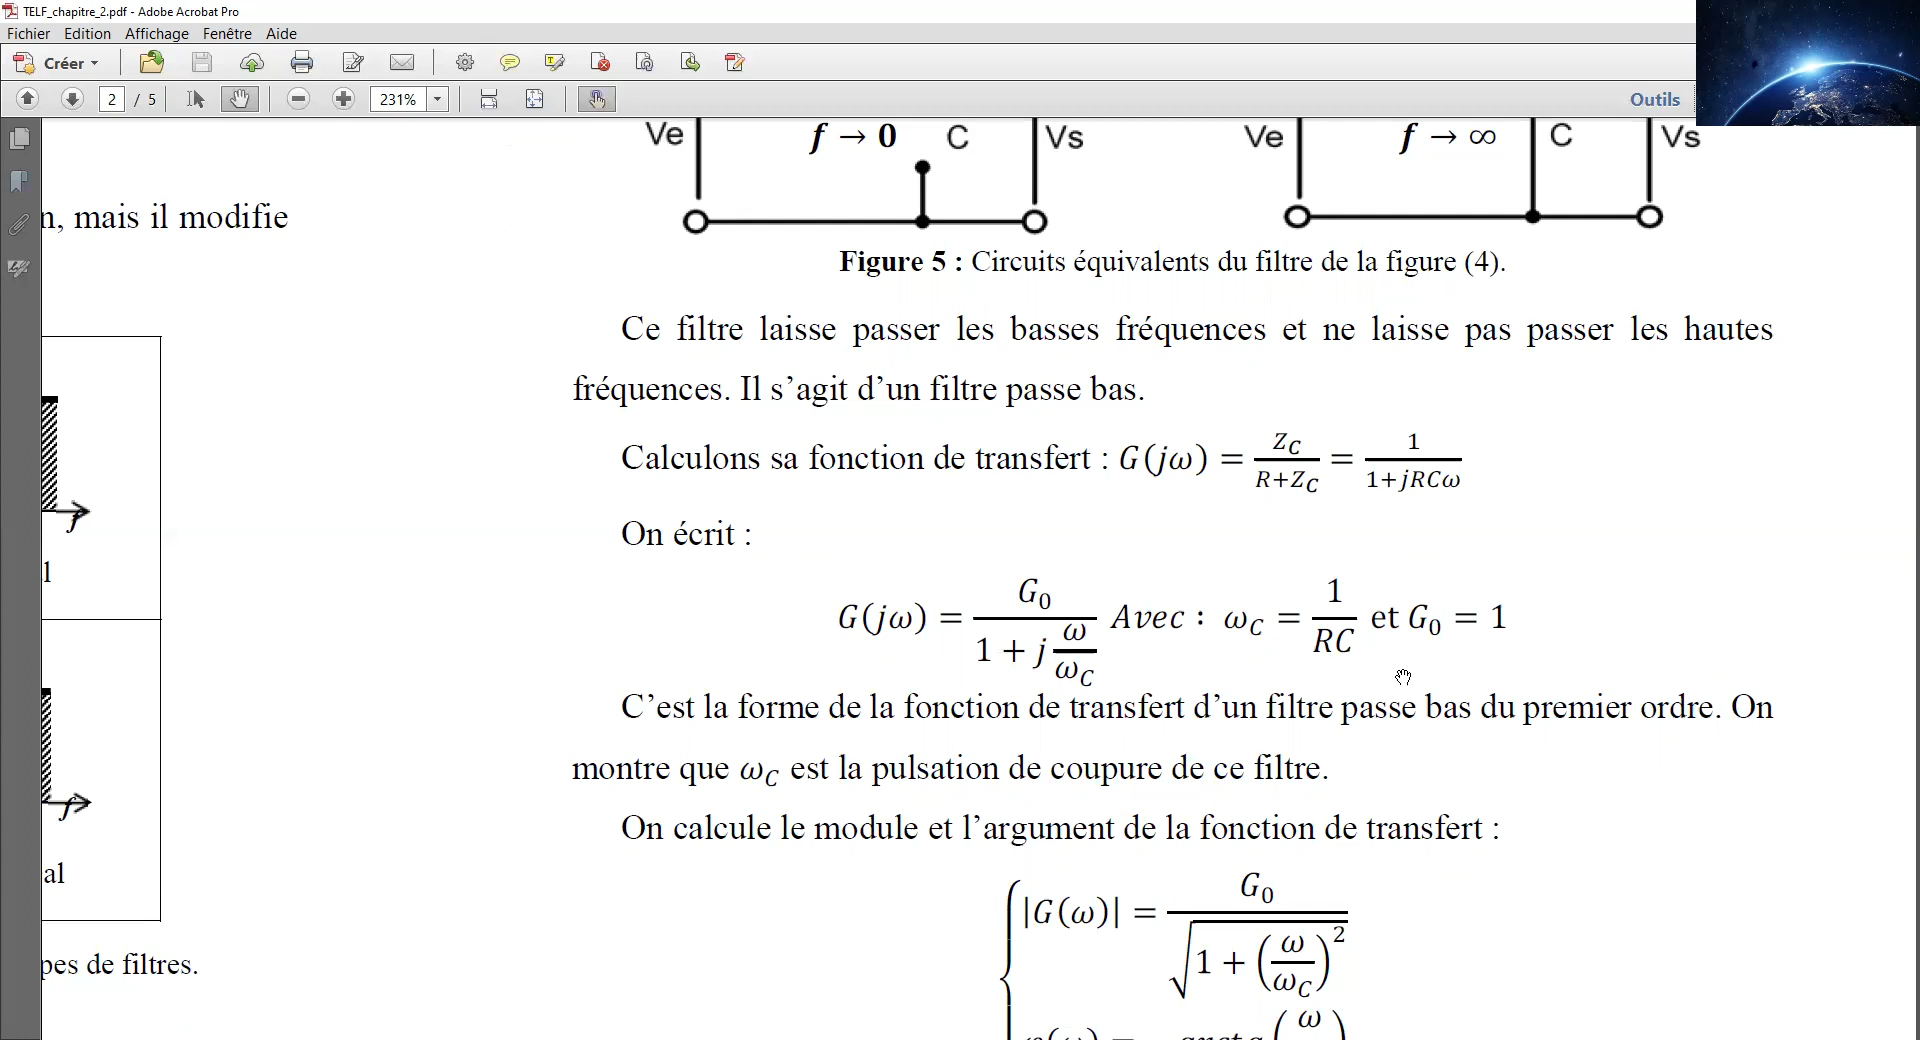 TELF_chapitre_2.pdf - Adobe Acrobat Pro
Fichier Edition Affichage Fenêtre Aide
Créer
2 / 5 231% Outils
n, mais il modifie
f
l
f
al
pes de filtres.
Ve f → 0 C Vs Ve f → ∞ C Vs
Figure 5 : Circuits équivalents du filtre de la figure (4).
Ce filtre laisse passer les basses fréquences et ne laisse pas passer les hautes
fréquences. Il s’agit d’un filtre passe bas.
Calculons sa fonction de transfert : G(jω) = Z_C/(R+Z_C) = 1/(1+jRCω)
On écrit :
G(jω) = G_0/(1 + j ω/ω_C) Avec : ω_C = 1/RC et G_0 = 1
C’est la forme de la fonction de transfert d’un filtre passe bas du premier ordre. On
montre que ω_C est la pulsation de coupure de ce filtre.
On calcule le module et l’argument de la fonction de transfert :
|G(ω)| = G_0/√(1 + (ω/ω_C)²)